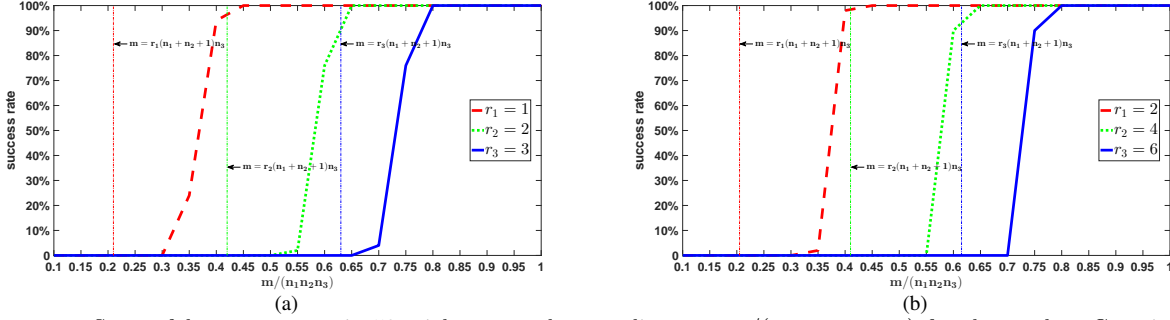 100%
90%
80%
70%
60%
50%
40%
30%
20%
10%
0
success rate
m = r₁(n₁ + n₂ + 1)n₃
m = r₃(n₁ + n₂ + 1)n₃
m = r₂(n₁ + n₂ + 1)n₃
r₁ = 1
r₂ = 2
r₃ = 3
0.1 0.15 0.2 0.25 0.3 0.35 0.4 0.45 0.5 0.55 0.6 0.65 0.7 0.75 0.8 0.85 0.9 0.95 1
m/(n₁n₂n₃)
(a)
100%
90%
80%
70%
60%
50%
40%
30%
20%
10%
0
success rate
m = r₁(n₁ + n₂ + 1)n₃
m = r₃(n₁ + n₂ + 1)n₃
m = r₂(n₁ + n₂ + 1)n₃
r₁ = 2
r₂ = 4
r₃ = 6
0.1 0.15 0.2 0.25 0.3 0.35 0.4 0.45 0.5 0.55 0.6 0.65 0.7 0.75 0.8 0.85 0.9 0.95 1
m/(n₁n₂n₃)
(b)